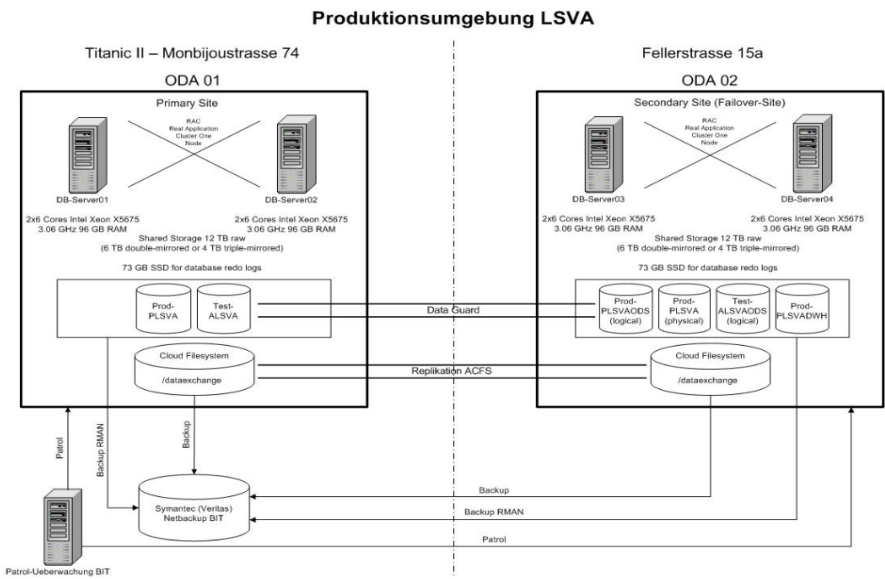 Produktionsumgebung LSVA
Titanic II – Monbijoustrasse 74
Fellerstrasse 15a
ODA 01
Primary Site
RAC
Real Application
Cluster One
Node
DB-Server01
DB-Server02
2x6 Cores Intel Xeon X5675
3.06 GHz 96 GB RAM
2x6 Cores Intel Xeon X5675
3.06 GHz 96 GB RAM
Shared Storage 12 TB raw
(6 TB double-mirrored or 4 TB triple-mirrored)
73 GB SSD for database redo logs
Prod-
PLSVA
Test-
ALSVA
Cloud Filesystem
/dataexchange
ODA 02
Secondary Site (Failover-Site)
RAC
Real Application
Cluster One
Node
DB-Server03
DB-Server04
2x6 Cores Intel Xeon X5675
3.06 GHz 96 GB RAM
2x6 Cores Intel Xeon X5675
3.06 GHz 96 GB RAM
Shared Storage 12 TB raw
(6 TB double-mirrored or 4 TB triple-mirrored)
73 GB SSD for database redo logs
Prod-
PLSVAODS
(logical)
Prod-
PLSVA
(physical)
Test-
ALSVAODS
(logical)
Prod-
PLSVADWH
Cloud Filesystem
/dataexchange
Data Guard
Replikation ACFS
Patrol
Backup RMAN
Backup
Symantec (Veritas)
Netbackup BIT
Backup
Backup RMAN
Patrol
Patrol-Ueberwachung BIT